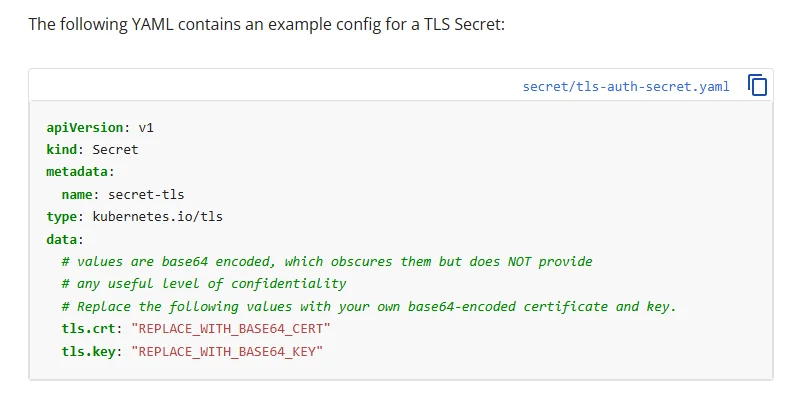 The following YAML contains an example config for a TLS Secret:
secret/tls-auth-secret.yaml
apiVersion: v1
kind: Secret
metadata:
  name: secret-tls
type: kubernetes.io/tls
data:
  # values are base64 encoded, which obscures them but does NOT provide
  # any useful level of confidentiality
  # Replace the following values with your own base64-encoded certificate and key.
  tls.crt: "REPLACE_WITH_BASE64_CERT"
  tls.key: "REPLACE_WITH_BASE64_KEY"